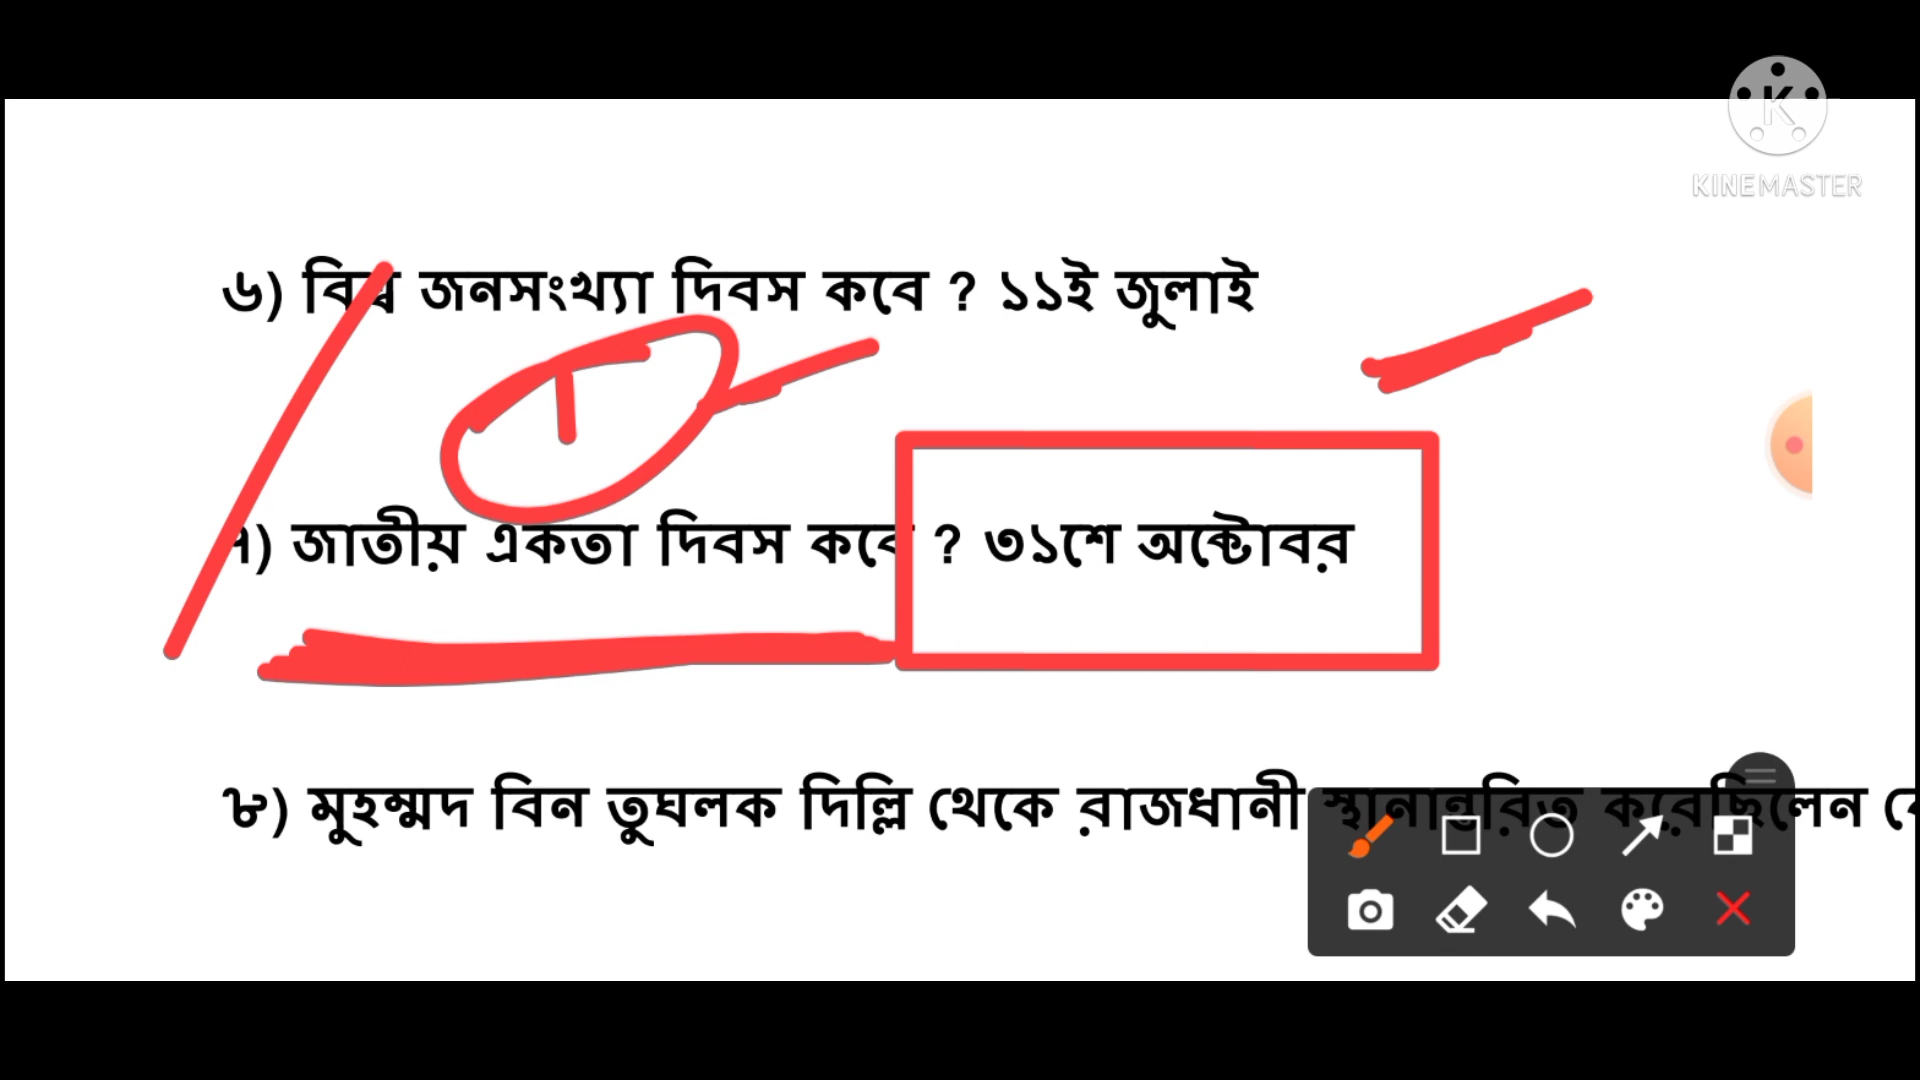 KINEMASTER
৬) বিশ্ব জনসংখ্যা দিবস কবে ? ১১ই জুলাই
৭) জাতীয় একতা দিবস কবে ? ৩১শে অক্টোবর
৮) মুহম্মদ বিন তুঘলক দিল্লি থেকে রাজধানী স্থানান্তরিত করেছিলেন